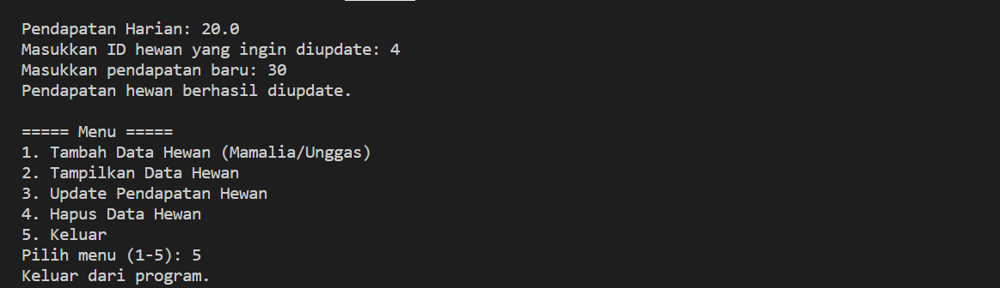 Pendapatan Harian: 20.0
Masukkan ID hewan yang ingin diupdate: 4
Masukkan pendapatan baru: 30
Pendapatan hewan berhasil diupdate.
===== Menu =====
1. Tambah Data Hewan (Mamalia/Unggas)
2. Tampilkan Data Hewan
3. Update Pendapatan Hewan
4. Hapus Data Hewan
5. Keluar
Pilih menu (1-5): 5
Keluar dari program.